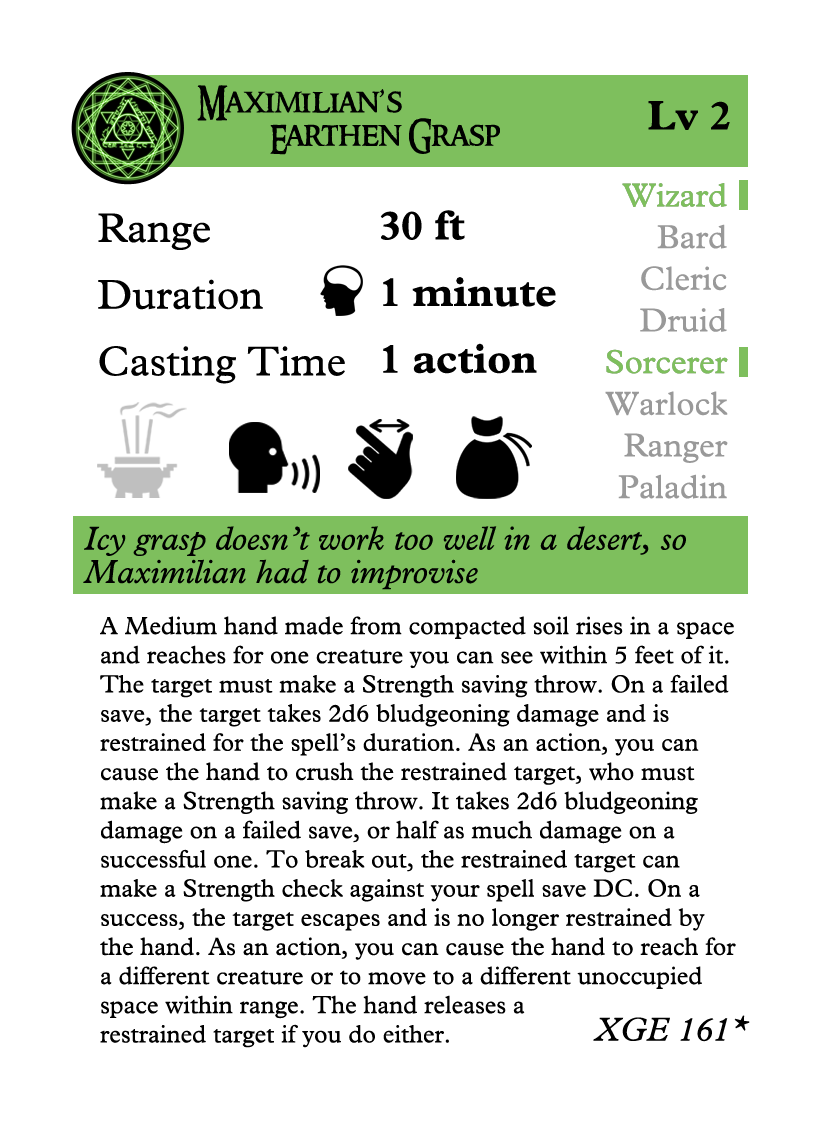 MAXIMILIAN'S
EARTHEN GRASP
Lv 2
Range 30 ft
Duration 1 minute
Casting Time 1 action
Wizard
Bard
Cleric
Druid
Sorcerer
Warlock
Ranger
Paladin
Icy grasp doesn't work too well in a desert, so
Maximilian had to improvise
A Medium hand made from compacted soil rises in a space
and reaches for one creature you can see within 5 feet of it.
The target must make a Strength saving throw. On a failed
save, the target takes 2d6 bludgeoning damage and is
restrained for the spell's duration. As an action, you can
cause the hand to crush the restrained target, who must
make a Strength saving throw. It takes 2d6 bludgeoning
damage on a failed save, or half as much damage on a
successful one. To break out, the restrained target can
make a Strength check against your spell save DC. On a
success, the target escapes and is no longer restrained by
the hand. As an action, you can cause the hand to reach for
a different creature or to move to a different unoccupied
space within range. The hand releases a
restrained target if you do either.
XGE 161*